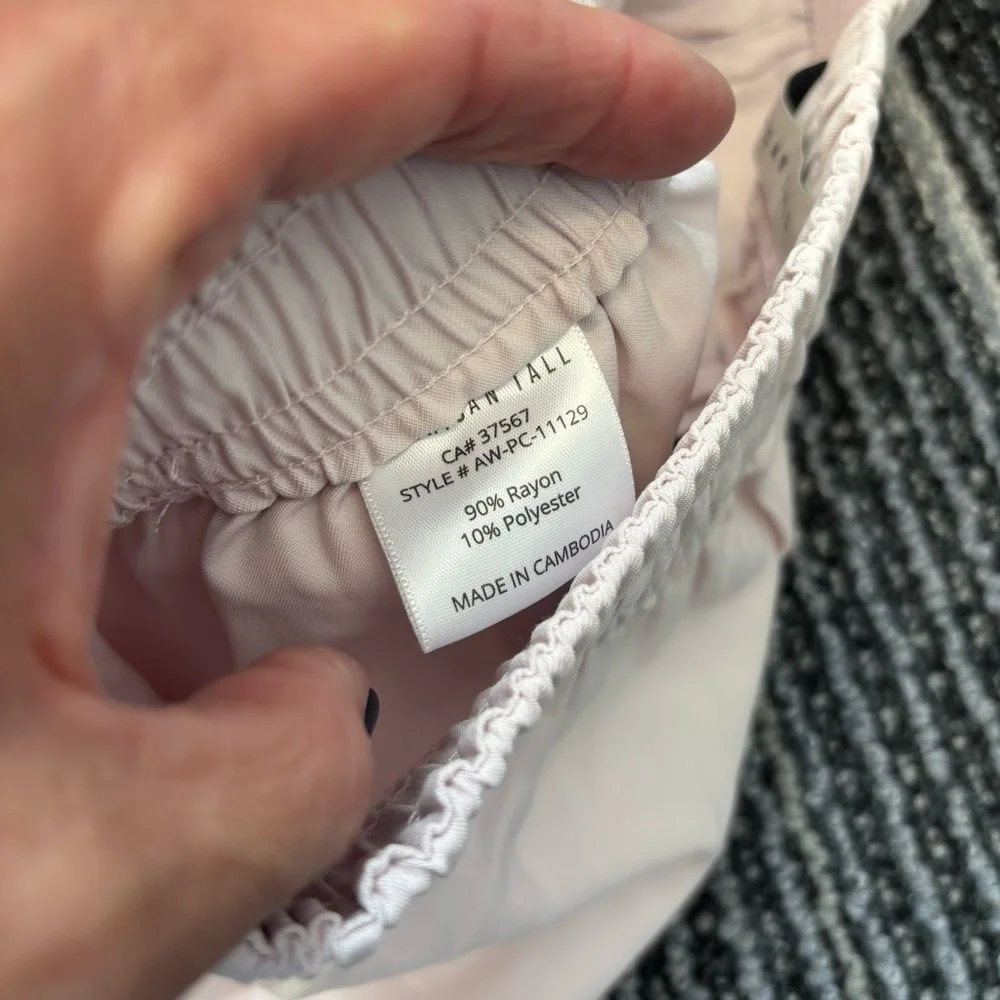 TALL
CA# 37567
STYLE # AW-PC-11129
90% Rayon
10% Polyester
MADE IN CAMBODIA